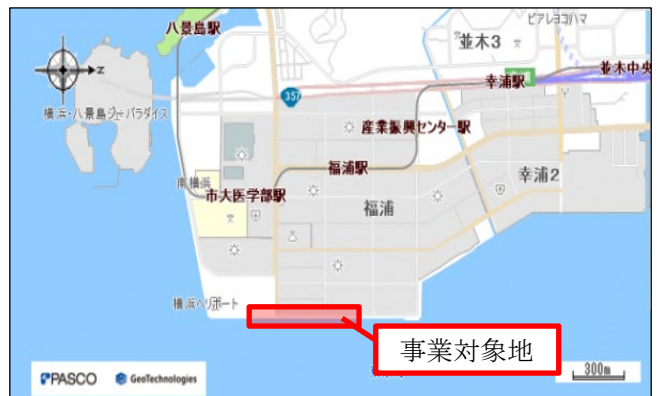 八景島駅
ピアレヨコハマ
並木3
N
幸浦
並木中央
幸浦駅
357
横浜・八景島シーパラダイス
産業振興センター駅
福浦駅
幸浦2
南横浜
市大医学部駅
福浦
横浜ヘリポート
事業対象地
PASCO
GeoTechnologies
300m